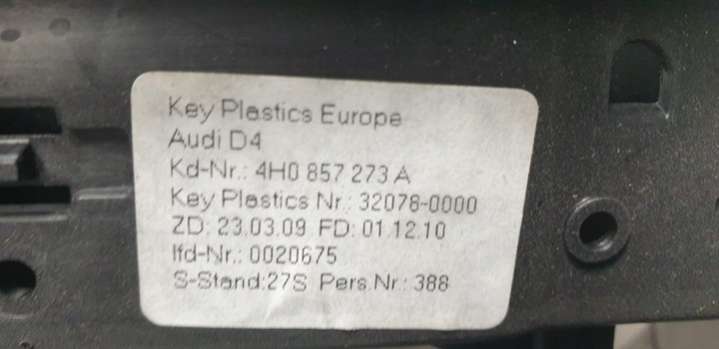 Key Plastics Europe
Audi D4
Kd-Nr.: 4H0 857 273 A
Key Plastics Nr.: 32078-0000
ZD: 23.03.09 FD: 01.12.10
lfd-Nr.: 0020675
S-Stand:27S Pers.Nr.: 388